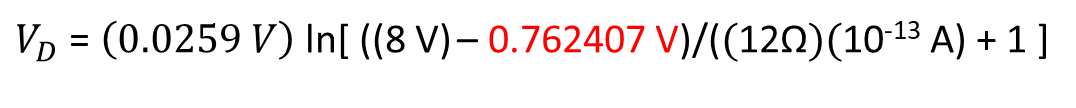 V_D = (0.0259 V) ln[ ((8 V)– 0.762407 V)/((12Ω)(10⁻¹³ A) + 1 ]